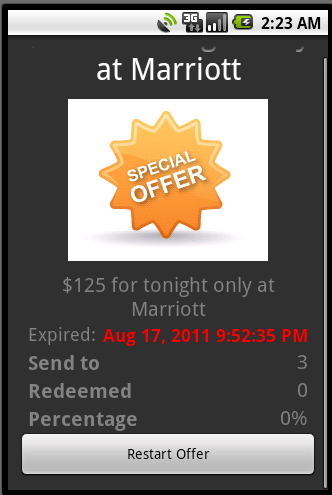 3G
2:23 AM
at Marriott
SPECIAL
OFFER
$125 for tonight only at
Marriott
Expired: Aug 17, 2011 9:52:35 PM
Send to 3
Redeemed 0
Percentage 0%
Restart Offer